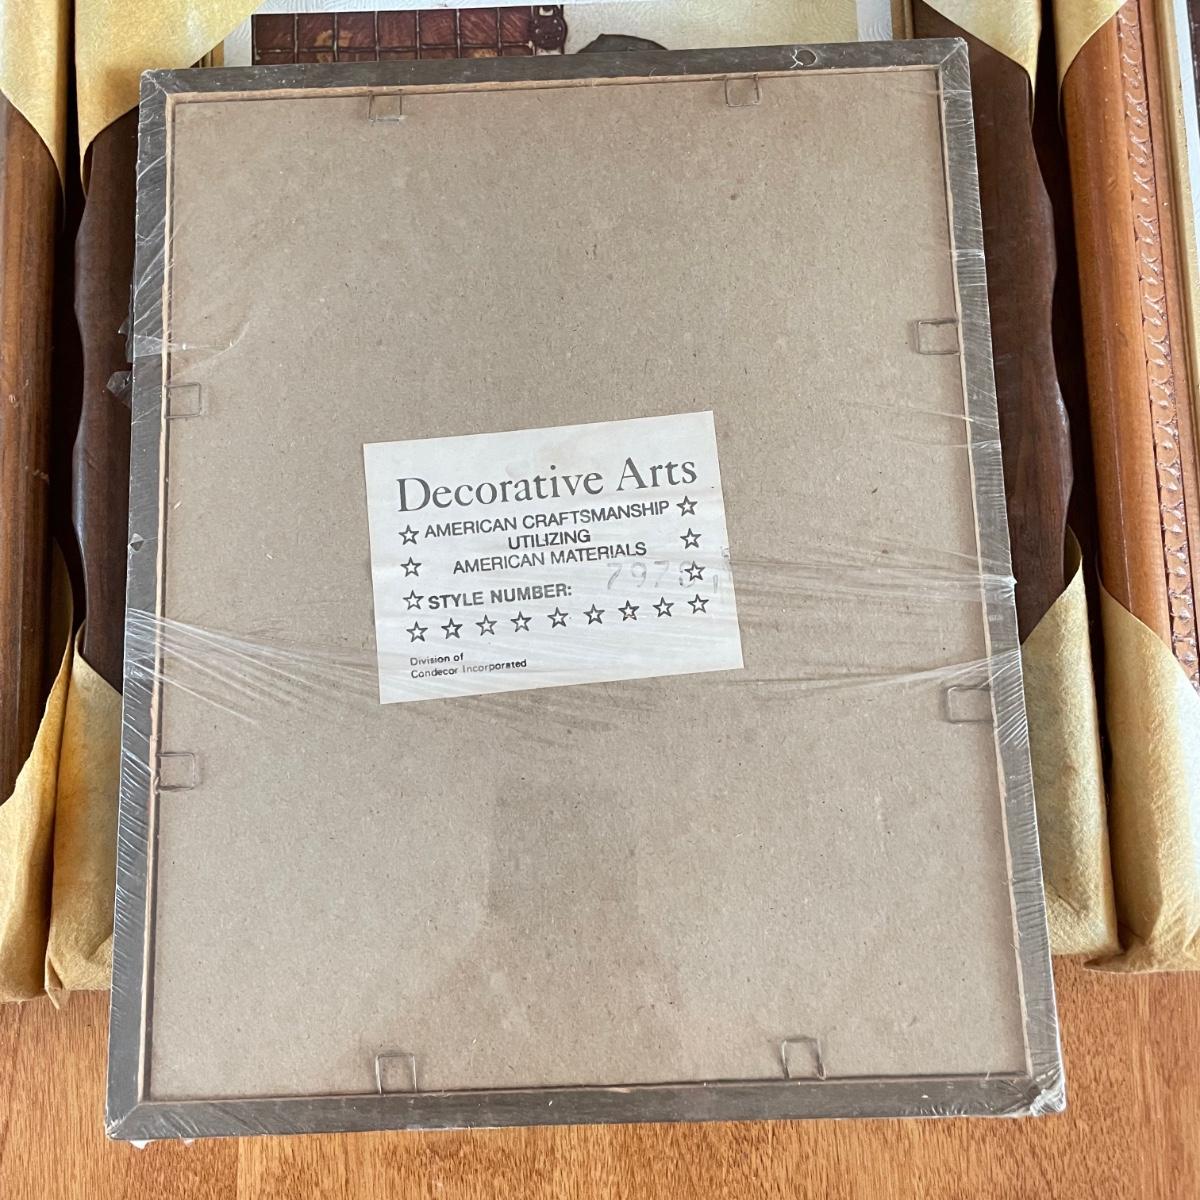 Decorative Arts
AMERICAN CRAFTSMANSHIP
UTILIZING
AMERICAN MATERIALS
STYLE NUMBER:
Division of
Condecor Incorporated